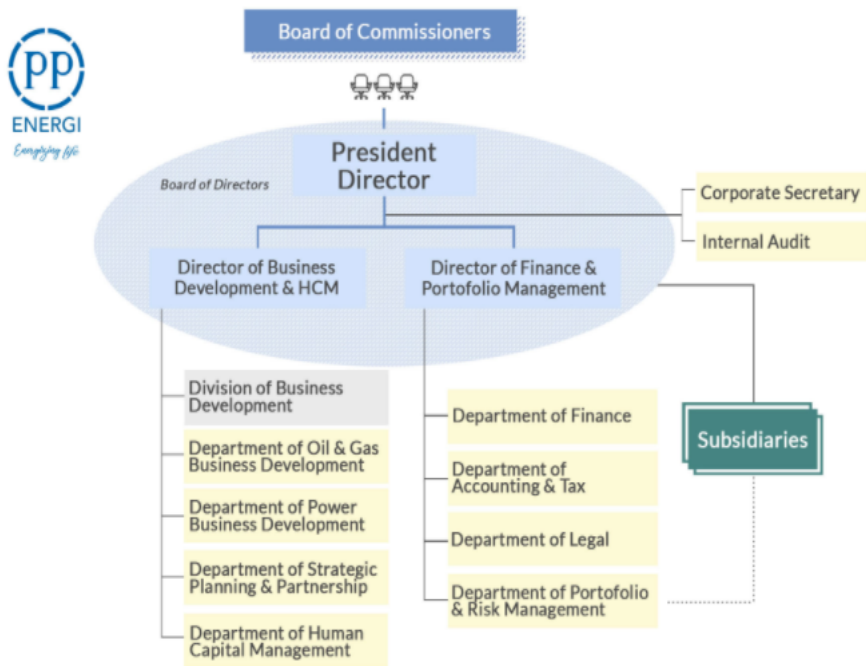 Board of Commissioners
pp
ENERGI
Energizing life
President
Director
Board of Directors
Corporate Secretary
Internal Audit
Director of Business
Development & HCM
Director of Finance &
Portofolio Management
Division of Business
Development
Department of Oil & Gas
Business Development
Department of Power
Business Development
Department of Strategic
Planning & Partnership
Department of Human
Capital Management
Department of Finance
Department of
Accounting & Tax
Department of Legal
Department of Portofolio
& Risk Management
Subsidiaries